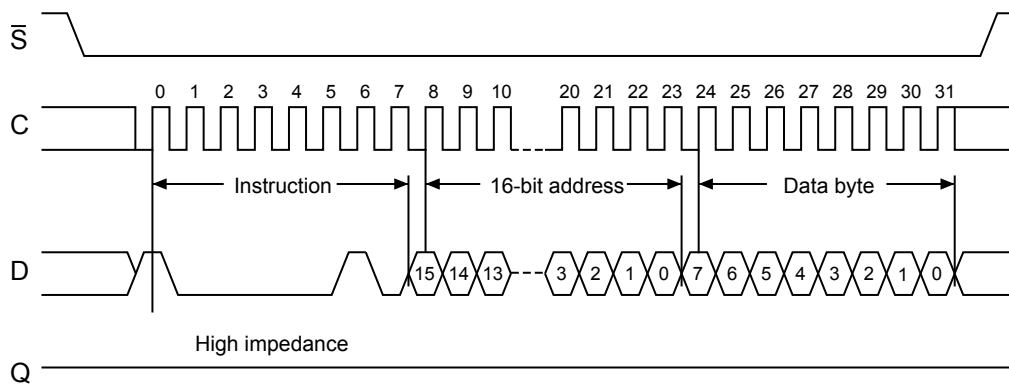 S̅
0 1 2 3 4 5 6 7 8 9 10 20 21 22 23 24 25 26 27 28 29 30 31
C
Instruction 16-bit address Data byte
D 15 14 13 3 2 1 0 7 6 5 4 3 2 1 0
High impedance
Q